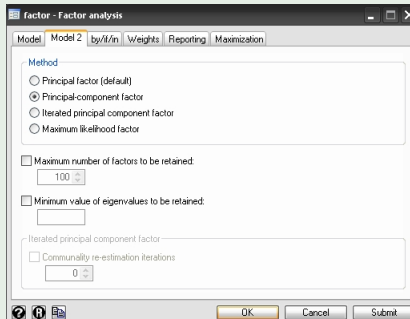 factor - Factor analysis
Model Model 2 by/if/in Weights Reporting Maximization
Method
Principal factor (default)
Principal-component factor
Iterated principal component factor
Maximum likelihood factor
Maximum number of factors to be retained:
100
Minimum value of eigenvalues to be retained:
Iterated principal component factor
Communality re-estimation iterations
0
? R OK Cancel Submit